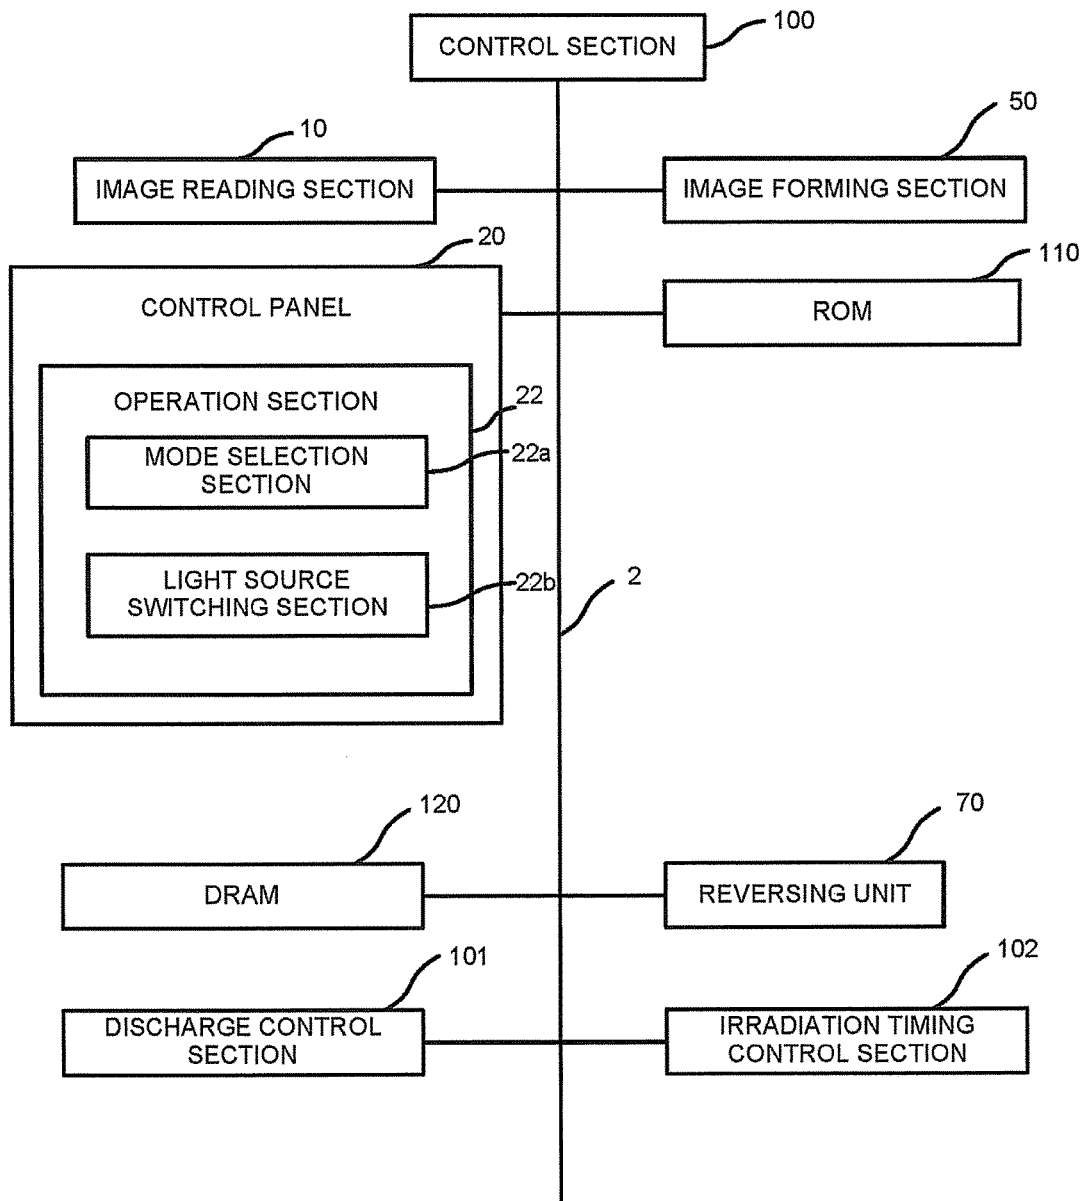 100
CONTROL SECTION
10
50
IMAGE READING SECTION
IMAGE FORMING SECTION
20
110
CONTROL PANEL
ROM
OPERATION SECTION
22
MODE SELECTION
SECTION
22a
LIGHT SOURCE
SWITCHING SECTION
22b
2
120
70
DRAM
REVERSING UNIT
101
102
DISCHARGE CONTROL
SECTION
IRRADIATION TIMING
CONTROL SECTION